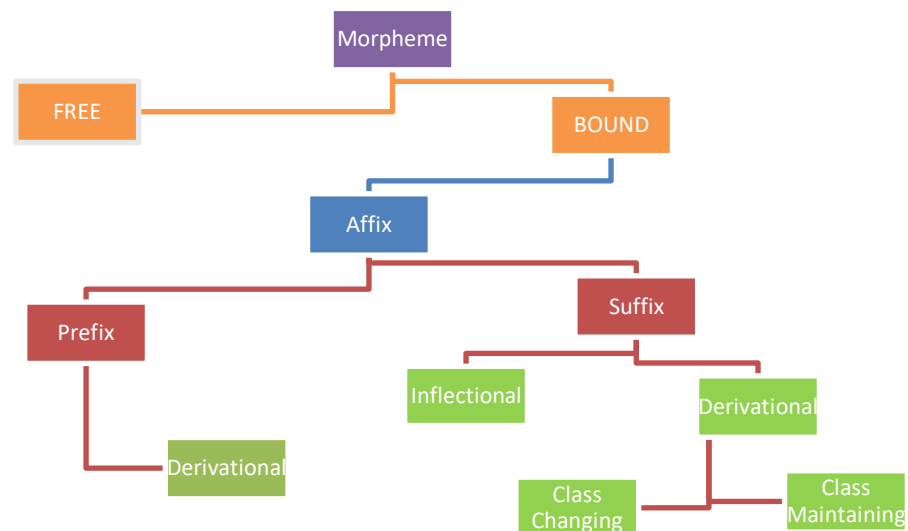 Morpheme
FREE
BOUND
Affix
Prefix
Suffix
Inflectional
Derivational
Derivational
Class
Changing
Class
Maintaining